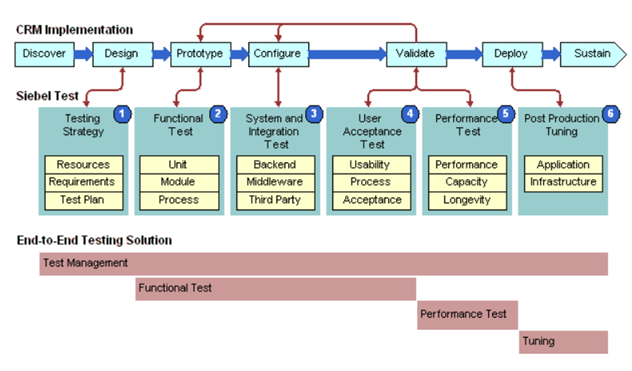 CRM Implementation
Discover
Design
Prototype
Configure
Validate
Deploy
Sustain
Siebel Test
1
Testing
Strategy
Resources
Requirements
Test Plan
2
Functional
Test
Unit
Module
Process
3
System and
Integration
Test
Backend
Middleware
Third Party
4
User
Acceptance
Test
Usability
Process
Acceptance
5
Performance
Test
Performance
Capacity
Longevity
6
Post Production
Tuning
Application
Infrastructure
End-to-End Testing Solution
Test Management
Functional Test
Performance Test
Tuning